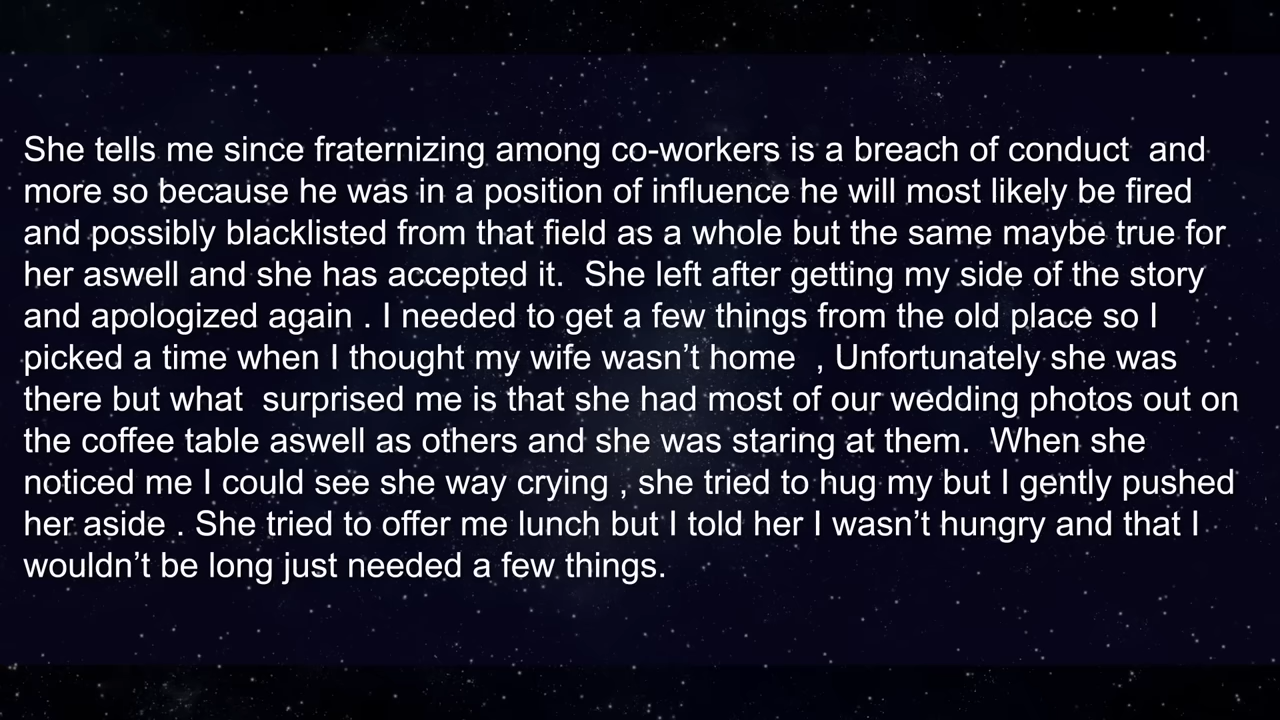 She tells me since fraternizing among co-workers is a breach of conduct  and
more so because he was in a position of influence he will most likely be fired
and possibly blacklisted from that field as a whole but the same maybe true for
her aswell and she has accepted it.  She left after getting my side of the story
and apologized again . I needed to get a few things from the old place so I
picked a time when I thought my wife wasn’t home  , Unfortunately she was
there but what  surprised me is that she had most of our wedding photos out on
the coffee table aswell as others and she was staring at them.  When she
noticed me I could see she way crying , she tried to hug my but I gently pushed
her aside . She tried to offer me lunch but I told her I wasn’t hungry and that I
wouldn’t be long just needed a few things.